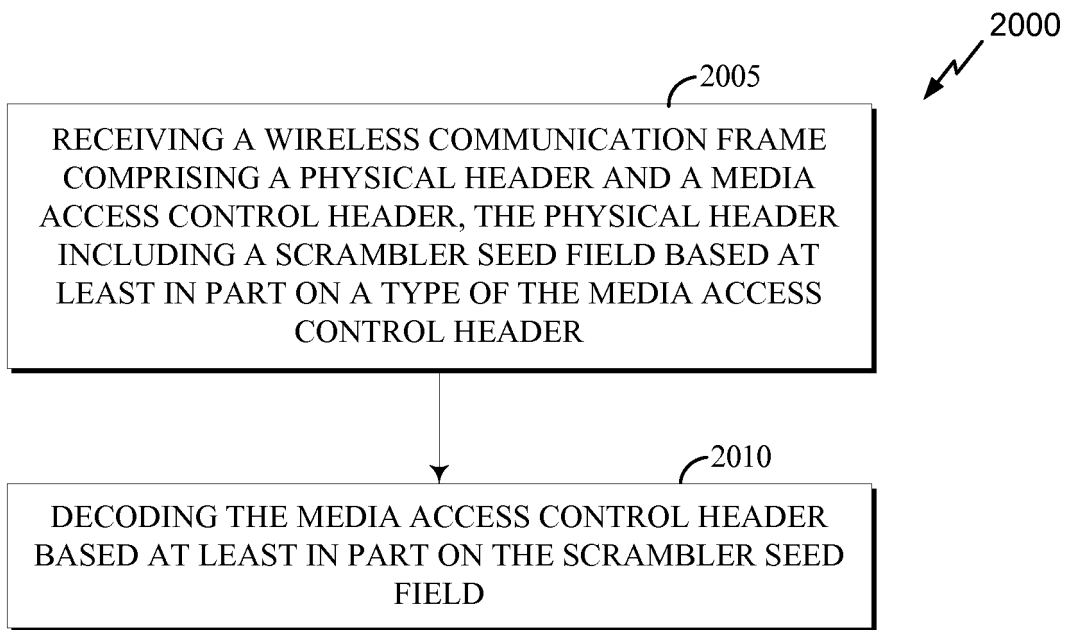 2000
2005
RECEIVING A WIRELESS COMMUNICATION FRAME
COMPRISING A PHYSICAL HEADER AND A MEDIA
ACCESS CONTROL HEADER, THE PHYSICAL HEADER
INCLUDING A SCRAMBLER SEED FIELD BASED AT
LEAST IN PART ON A TYPE OF THE MEDIA ACCESS
CONTROL HEADER
2010
DECODING THE MEDIA ACCESS CONTROL HEADER
BASED AT LEAST IN PART ON THE SCRAMBLER SEED
FIELD